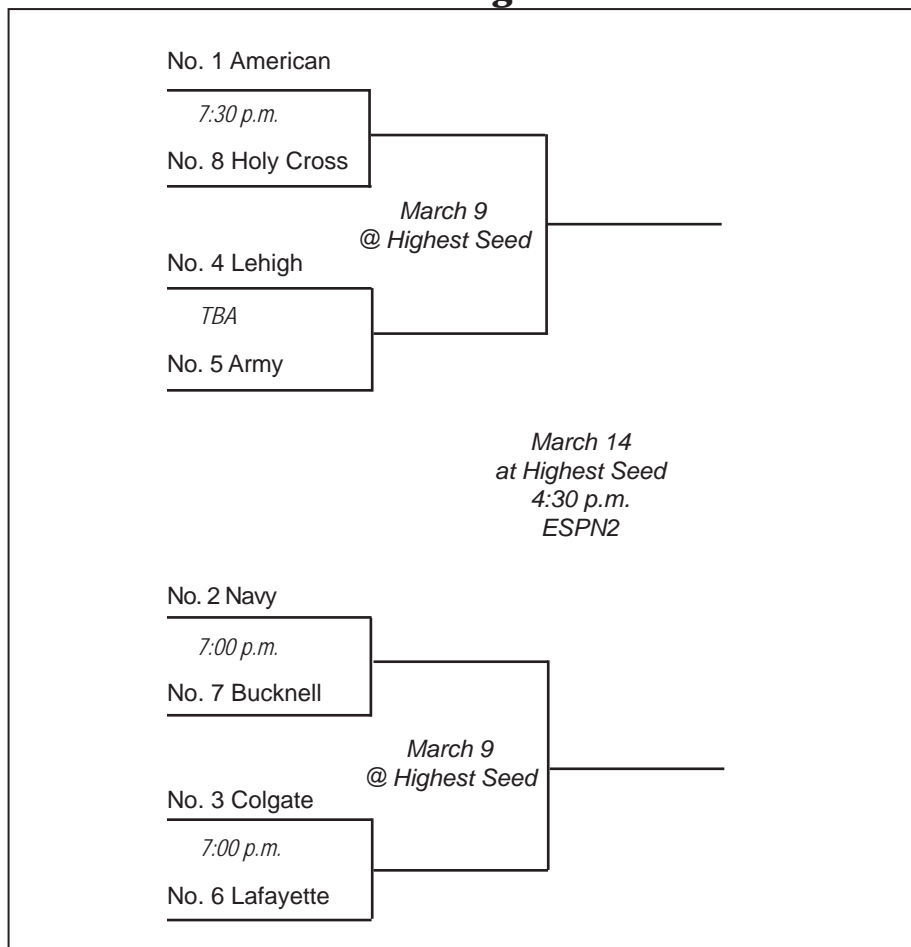 No. 1 American
7:30 p.m.
No. 8 Holy Cross
March 9
@ Highest Seed
No. 4 Lehigh
TBA
No. 5 Army
March 14
at Highest Seed
4:30 p.m.
ESPN2
No. 2 Navy
7:00 p.m.
No. 7 Bucknell
March 9
@ Highest Seed
No. 3 Colgate
7:00 p.m.
No. 6 Lafayette